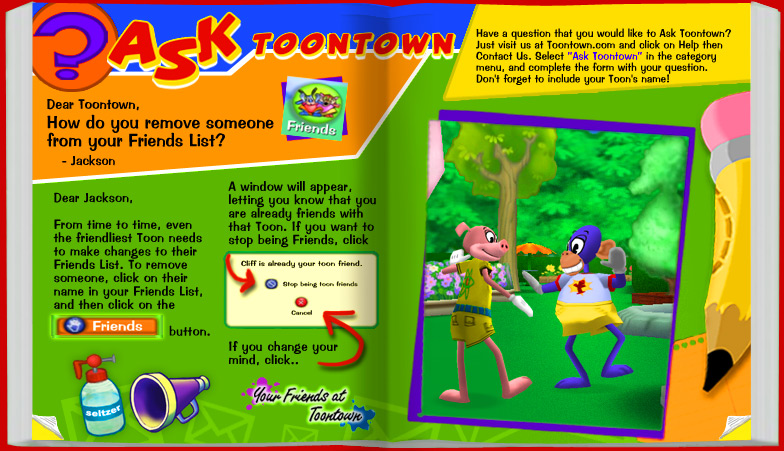 ASK TOONTOWN
Have a question that you would like to Ask Toontown?
Just visit us at Toontown.com and click on Help then
Contact Us. Select "Ask Toontown" in the category
menu, and complete the form with your question.
Don't forget to include your Toon's name!
Dear Toontown,
How do you remove someone
from your Friends List?
- Jackson
Friends
Dear Jackson,
From time to time, even
the friendliest Toon needs
to make changes to their
Friends List. To remove
someone, click on their
name in your Friends List,
and then click on the
Friends
button.
A window will appear,
letting you know that you
are already friends with
that Toon. If you want to
stop being Friends, click
Cliff is already your toon friend.
Stop being toon friends
Cancel
If you change your
mind, click..
Your Friends at
Toontown
seltzer